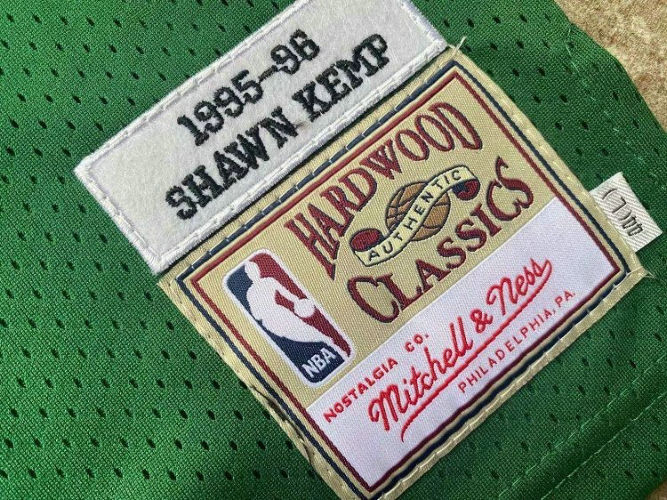 1995-96
SHAWN KEMP
HARDWOOD
AUTHENTIC
CLASSICS
NBA
NOSTALGIA CO.
Mitchell & Ness
PHILADELPHIA, PA.